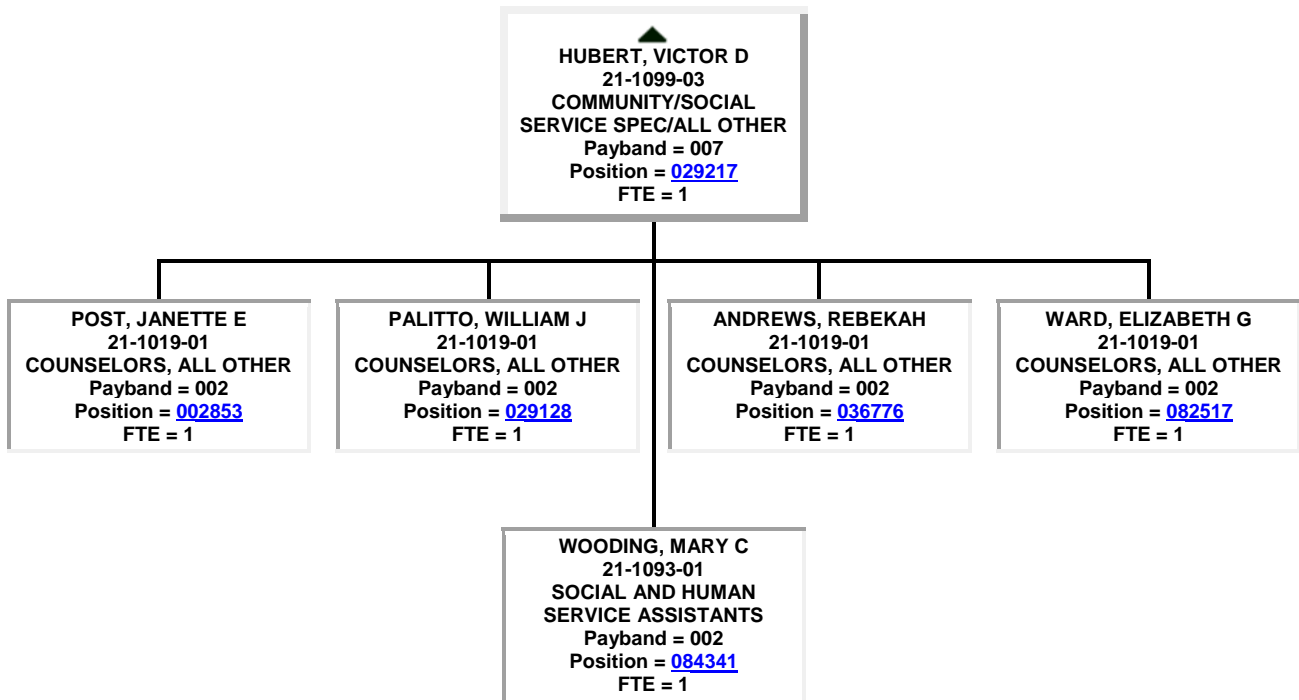 HUBERT, VICTOR D
21-1099-03
COMMUNITY/SOCIAL
SERVICE SPEC/ALL OTHER
Payband = 007
Position = 029217
FTE = 1
POST, JANETTE E
21-1019-01
COUNSELORS, ALL OTHER
Payband = 002
Position = 002853
FTE = 1
PALITTO, WILLIAM J
21-1019-01
COUNSELORS, ALL OTHER
Payband = 002
Position = 029128
FTE = 1
ANDREWS, REBEKAH
21-1019-01
COUNSELORS, ALL OTHER
Payband = 002
Position = 036776
FTE = 1
WARD, ELIZABETH G
21-1019-01
COUNSELORS, ALL OTHER
Payband = 002
Position = 082517
FTE = 1
WOODING, MARY C
21-1093-01
SOCIAL AND HUMAN
SERVICE ASSISTANTS
Payband = 002
Position = 084341
FTE = 1